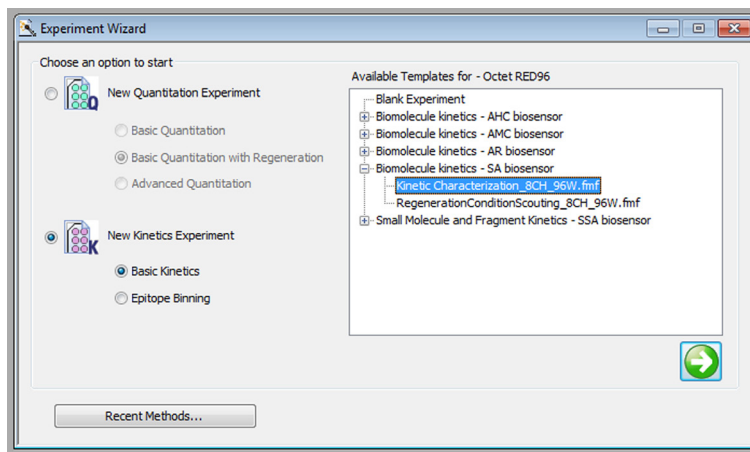 Experiment Wizard
Choose an option to start
New Quantitation Experiment
Q
Basic Quantitation
Basic Quantitation with Regeneration
Advanced Quantitation
New Kinetics Experiment
K
Basic Kinetics
Epitope Binning
Available Templates for - Octet RED96
Blank Experiment
Biomolecule kinetics - AHC biosensor
Biomolecule kinetics - AMC biosensor
Biomolecule kinetics - AR biosensor
Biomolecule kinetics - SA biosensor
Kinetic Characterization_8CH_96W.fmf
RegenerationConditionScouting_8CH_96W.fmf
Small Molecule and Fragment Kinetics - SSA biosensor
Recent Methods...